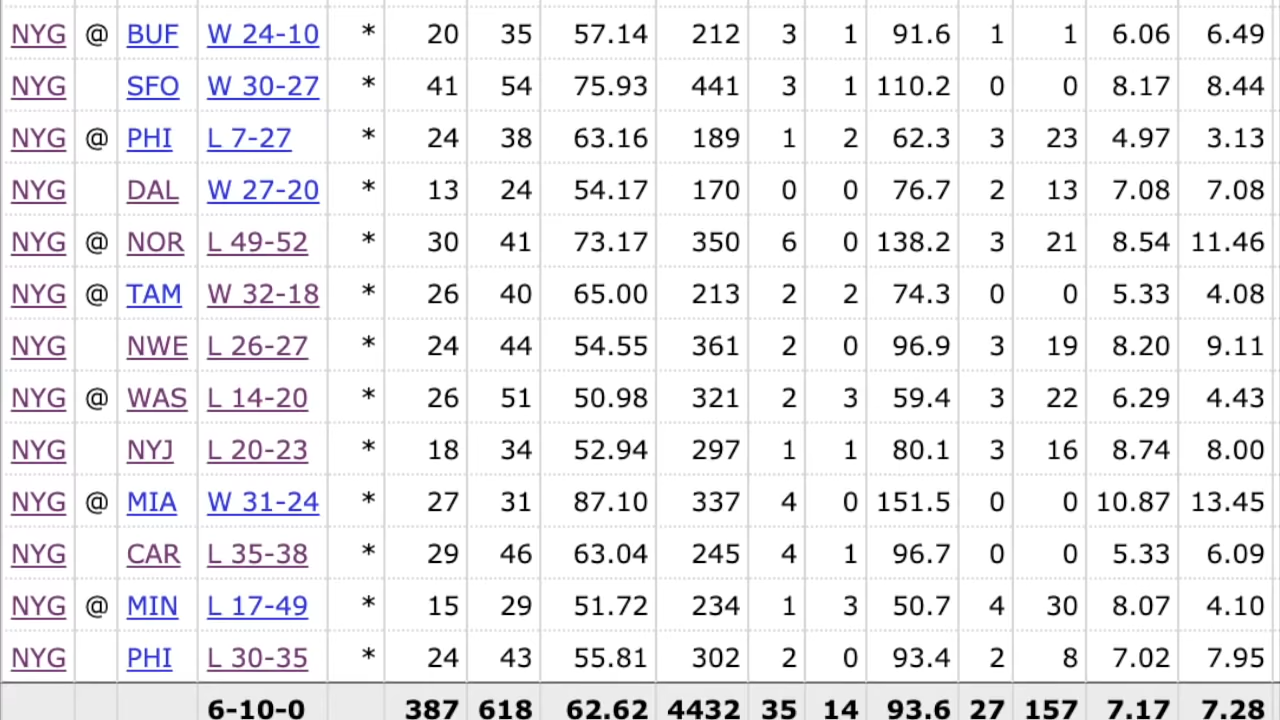 NYG @ BUF W 24-10 * 20 35 57.14 212 3 1 91.6 1 1 6.06 6.49
NYG SFO W 30-27 * 41 54 75.93 441 3 1 110.2 0 0 8.17 8.44
NYG @ PHI L 7-27 * 24 38 63.16 189 1 2 62.3 3 23 4.97 3.13
NYG DAL W 27-20 * 13 24 54.17 170 0 0 76.7 2 13 7.08 7.08
NYG @ NOR L 49-52 * 30 41 73.17 350 6 0 138.2 3 21 8.54 11.46
NYG @ TAM W 32-18 * 26 40 65.00 213 2 2 74.3 0 0 5.33 4.08
NYG NWE L 26-27 * 24 44 54.55 361 2 0 96.9 3 19 8.20 9.11
NYG @ WAS L 14-20 * 26 51 50.98 321 2 3 59.4 3 22 6.29 4.43
NYG NYJ L 20-23 * 18 34 52.94 297 1 1 80.1 3 16 8.74 8.00
NYG @ MIA W 31-24 * 27 31 87.10 337 4 0 151.5 0 0 10.87 13.45
NYG CAR L 35-38 * 29 46 63.04 245 4 1 96.7 0 0 5.33 6.09
NYG @ MIN L 17-49 * 15 29 51.72 234 1 3 50.7 4 30 8.07 4.10
NYG PHI L 30-35 * 24 43 55.81 302 2 0 93.4 2 8 7.02 7.95
6-10-0 387 618 62.62 4432 35 14 93.6 27 157 7.17 7.28